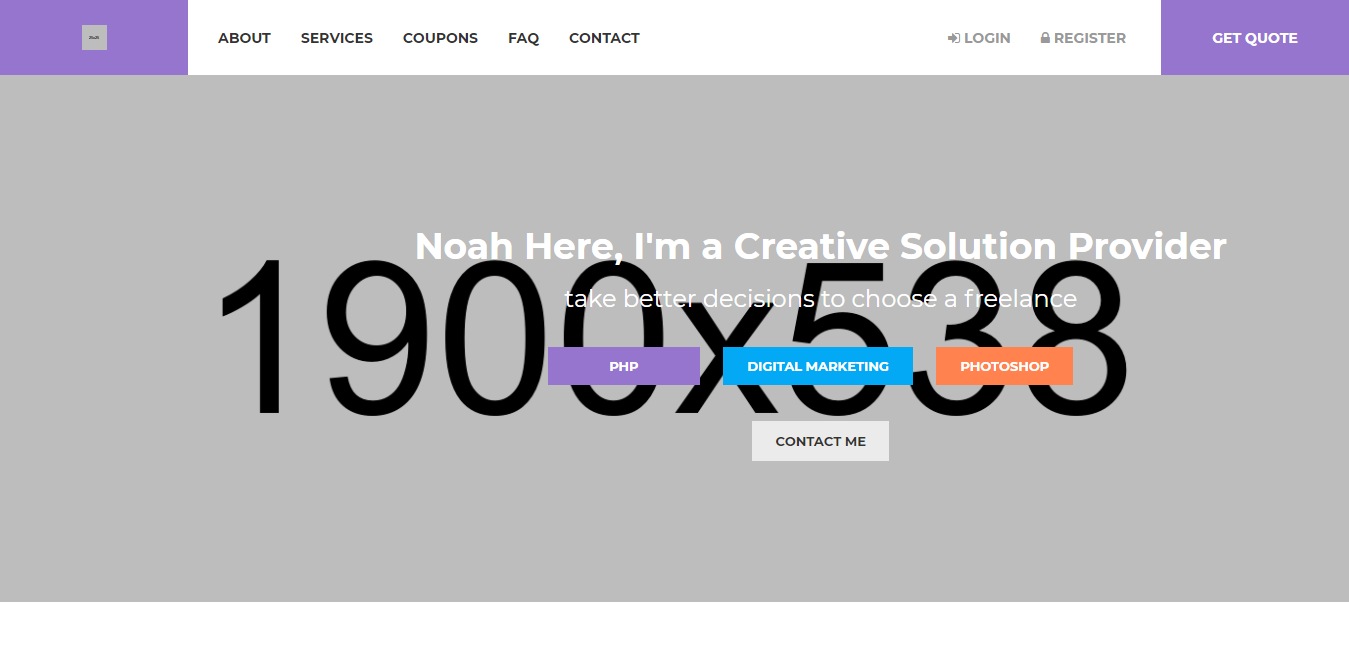 ABOUT SERVICES COUPONS FAQ CONTACT LOGIN REGISTER GET QUOTE
Noah Here, I'm a Creative Solution Provider
take better decisions to choose a freelance
1900x538
PHP DIGITAL MARKETING PHOTOSHOP
CONTACT ME